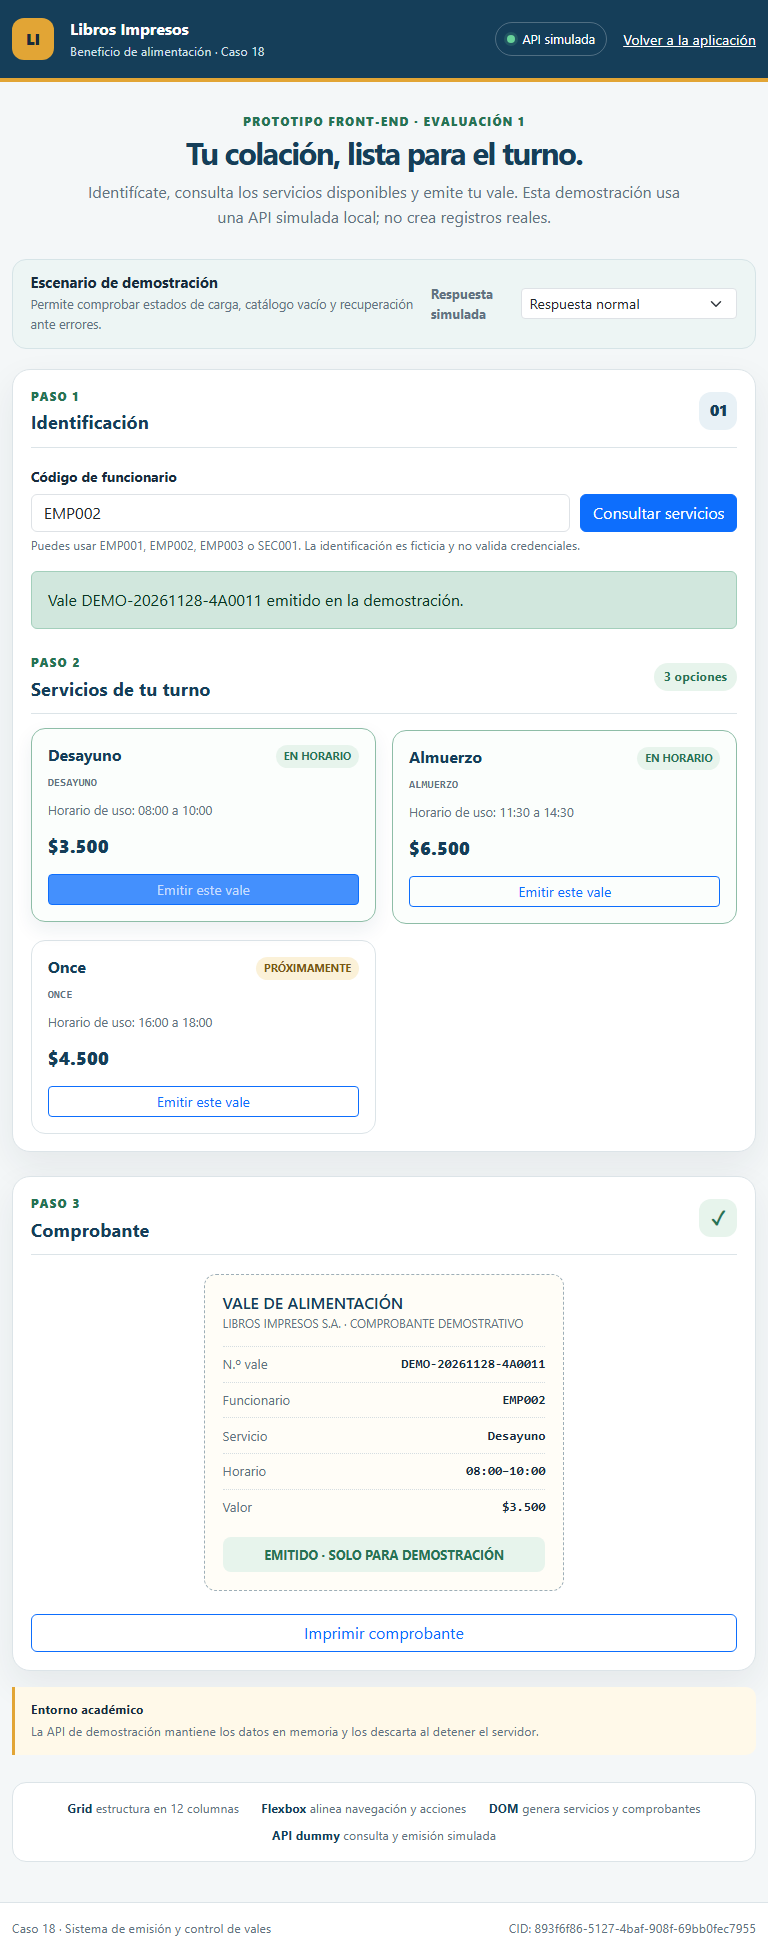 LI
Libros Impresos
Beneficio de alimentación · Caso 18
API simulada
Volver a la aplicación
PROTOTIPO FRONT-END · EVALUACIÓN 1
Tu colación, lista para el turno.
Identifícate, consulta los servicios disponibles y emite tu vale. Esta demostración usa
una API simulada local; no crea registros reales.
Escenario de demostración
Permite comprobar estados de carga, catálogo vacío y recuperación
ante errores.
Respuesta
simulada
Respuesta normal
PASO 1
Identificación
01
Código de funcionario
EMP002
Consultar servicios
Puedes usar EMP001, EMP002, EMP003 o SEC001. La identificación es ficticia y no valida credenciales.
Vale DEMO-20261128-4A0011 emitido en la demostración.
PASO 2
Servicios de tu turno
3 opciones
Desayuno
EN HORARIO
DESAYUNO
Horario de uso: 08:00 a 10:00
$3.500
Emitir este vale
Almuerzo
EN HORARIO
ALMUERZO
Horario de uso: 11:30 a 14:30
$6.500
Emitir este vale
Once
PRÓXIMAMENTE
ONCE
Horario de uso: 16:00 a 18:00
$4.500
Emitir este vale
PASO 3
Comprobante
✓
VALE DE ALIMENTACIÓN
LIBROS IMPRESOS S.A. · COMPROBANTE DEMOSTRATIVO
N.º vale DEMO-20261128-4A0011
Funcionario EMP002
Servicio Desayuno
Horario 08:00–10:00
Valor $3.500
EMITIDO · SOLO PARA DEMOSTRACIÓN
Imprimir comprobante
Entorno académico
La API de demostración mantiene los datos en memoria y los descarta al detener el servidor.
Grid estructura en 12 columnas Flexbox alinea navegación y acciones DOM genera servicios y comprobantes
API dummy consulta y emisión simulada
Caso 18 · Sistema de emisión y control de vales
CID: 893f6f86-5127-4baf-908f-69bb0fec7955